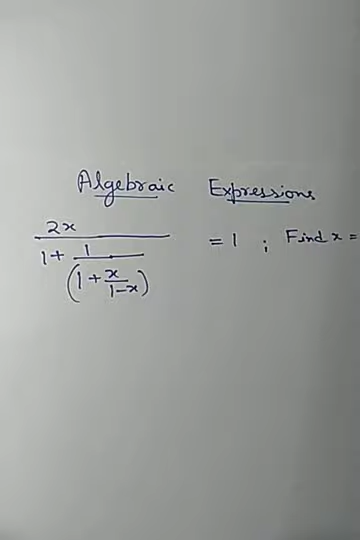 Algebraic Expressions
2x
1 + 1 = 1 ; Find x =
(1 + x
1-x)